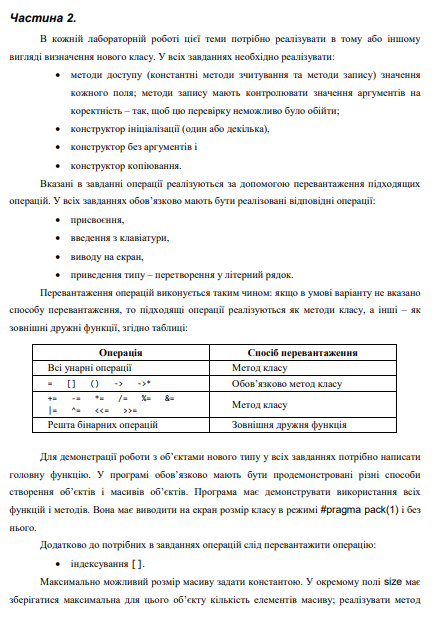 Частина 2.
В кожній лабораторній роботі цієї теми потрібно реалізувати в тому або іншому
вигляді визначення нового класу. У всіх завданнях необхідно реалізувати:
• методи доступу (константні методи зчитування та методи запису) значення
кожного поля; методи запису мають контролювати значення аргументів на
коректність – так, щоб цю перевірку неможливо було обійти;
• конструктор ініціалізації (один або декілька),
• конструктор без аргументів і
• конструктор копіювання.
Вказані в завданні операції реалізуються за допомогою перевантаження підходящих
операцій. У всіх завданнях обов’язково мають бути реалізовані відповідні операції:
• присвоєння,
• введення з клавіатури,
• виводу на екран,
• приведення типу – перетворення у літерний рядок.
Перевантаження операцій виконується таким чином: якщо в умові варіанту не вказано
способу перевантаження, то підходящі операції реалізуються як методи класу, а інші – як
зовнішні дружні функції, згідно таблиці:
Операція Спосіб перевантаження
Всі унарні операції Метод класу
= [] () -> ->* Обов’язково метод класу
+= -= *= /= %= &=
|= ^= <<= >>= Метод класу
Решта бінарних операцій Зовнішня дружня функція
Для демонстрації роботи з об’єктами нового типу у всіх завданнях потрібно написати
головну функцію. У програмі обов’язково мають бути продемонстровані різні способи
створення об’єктів і масивів об’єктів. Програма має демонструвати використання всіх
функцій і методів. Вона має виводити на екран розмір класу в режимі #pragma pack(1) і без
нього.
Додатково до потрібних в завданнях операцій слід перевантажити операцію:
• індексування [].
Максимально можливий розмір масиву задати константою. У окремому полі size має
зберігатися максимальна для цього об’єкту кількість елементів масиву; реалізувати метод